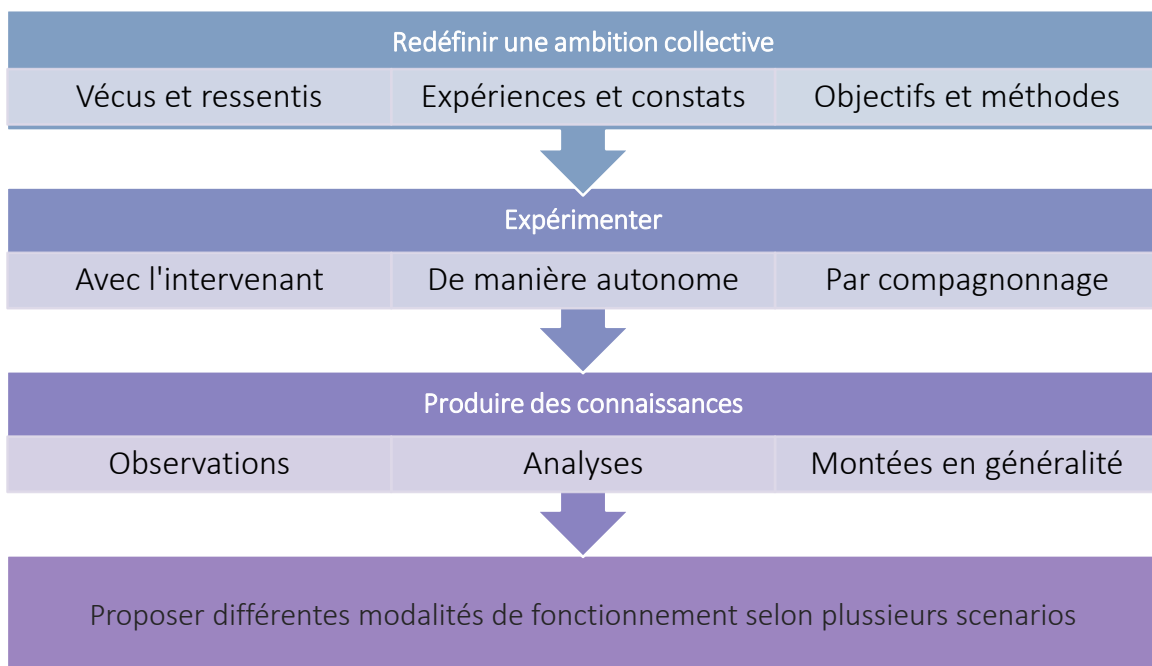 Redéfinir une ambition collective
Vécus et ressentis
Expériences et constats
Objectifs et méthodes
Expérimenter
Avec l'intervenant
De manière autonome
Par compagnonnage
Produire des connaissances
Observations
Analyses
Montées en généralité
Proposer différentes modalités de fonctionnement selon plussieurs scenarios